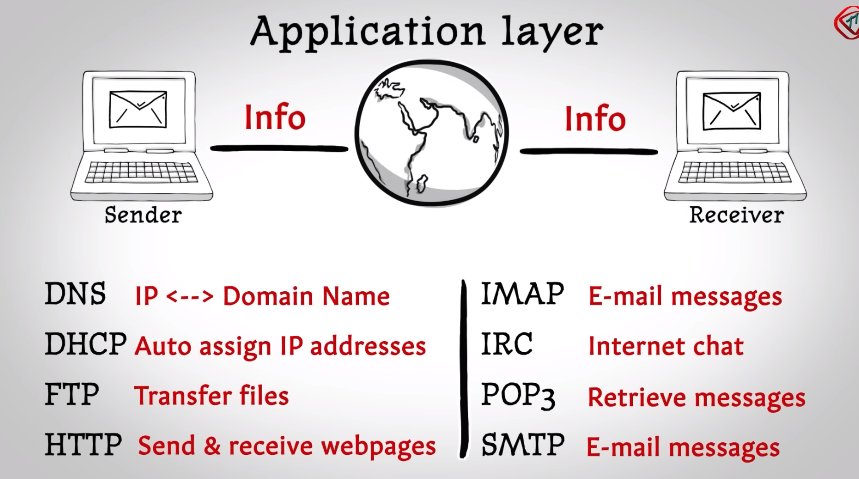 Application layer
Info
Info
Sender
Receiver
DNS IP <--> Domain Name
DHCP Auto assign IP addresses
FTP Transfer files
HTTP Send & receive webpages
IMAP E-mail messages
IRC Internet chat
POP3 Retrieve messages
SMTP E-mail messages